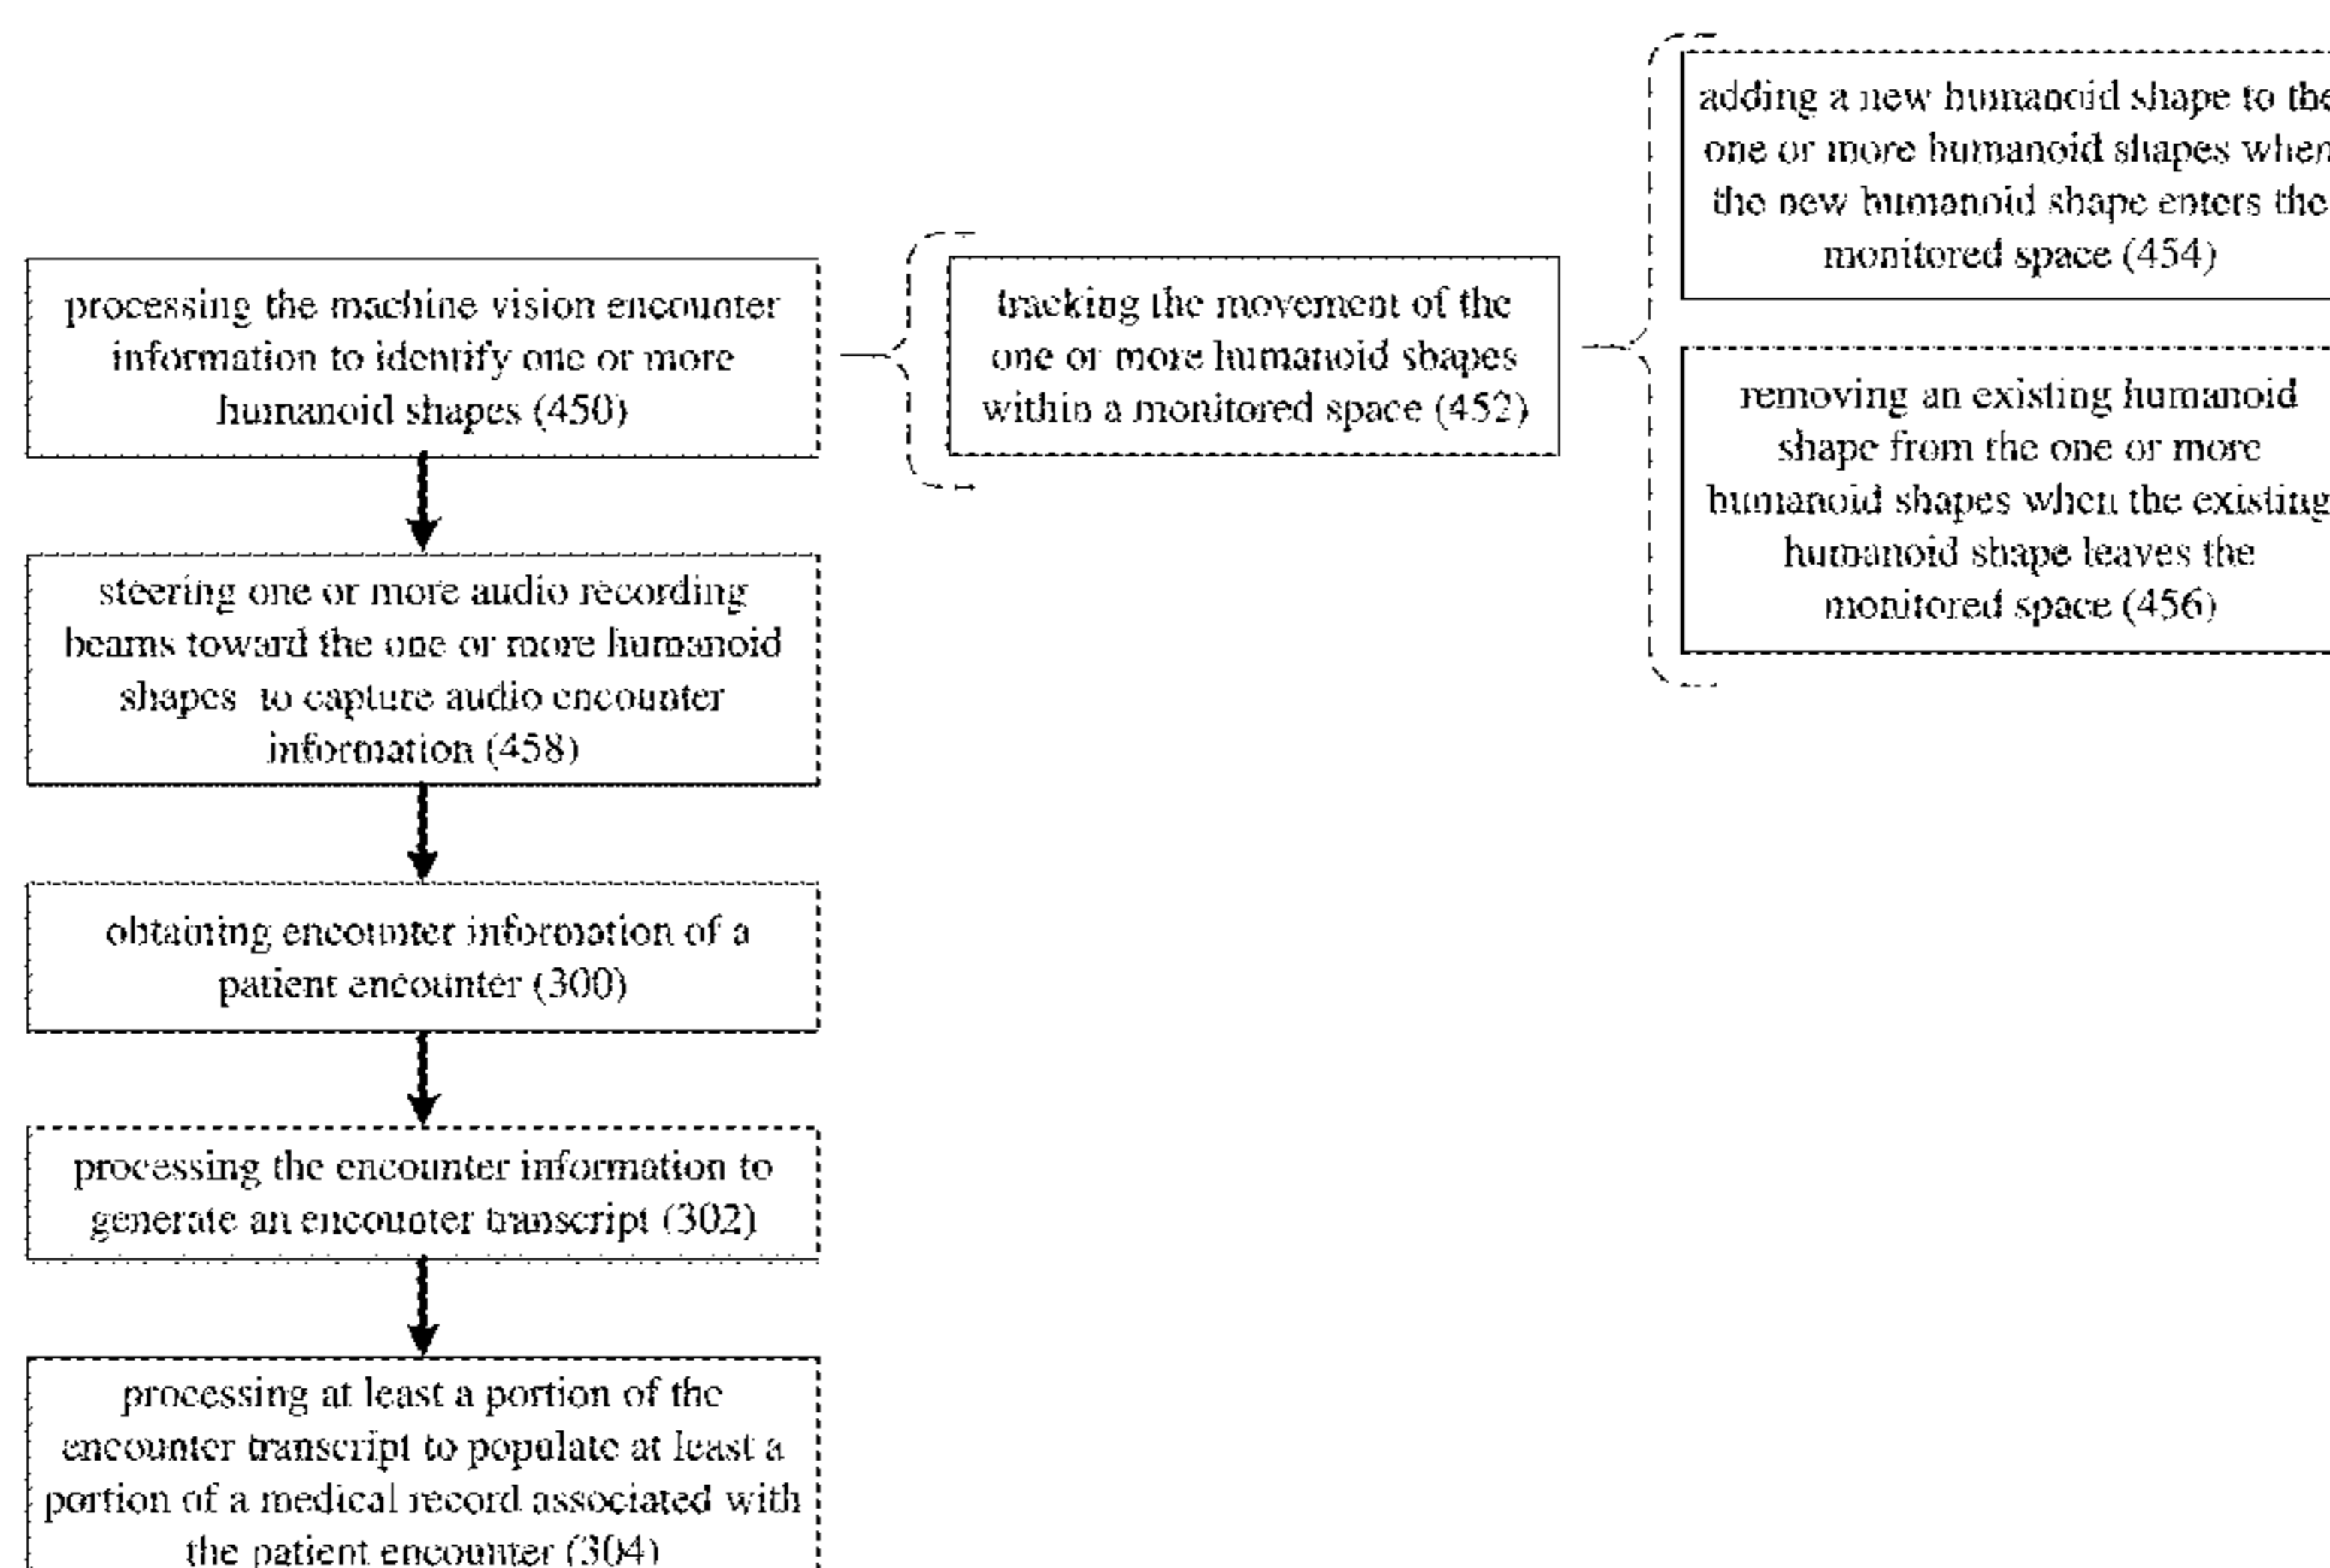 processing the machine vision encounter
information to identify one or more
humanoid shapes (450)
tracking the movement of the
one or more humanoid shapes
within a monitored space (452)
adding a new humanoid shape to the
one or more humanoid shapes when
the new humanoid shape enters the
monitored space (454)
removing an existing humanoid
shape from the one or more
humanoid shapes when the existing
humanoid shape leaves the
monitored space (456)
steering one or more audio recording
beams toward the one or more humanoid
shapes to capture audio encounter
information (458)
obtaining encounter information of a
patient encounter (300)
processing the encounter information to
generate an encounter transcript (302)
processing at least a portion of the
encounter transcript to populate at least a
portion of a medical record associated with
the patient encounter (304)